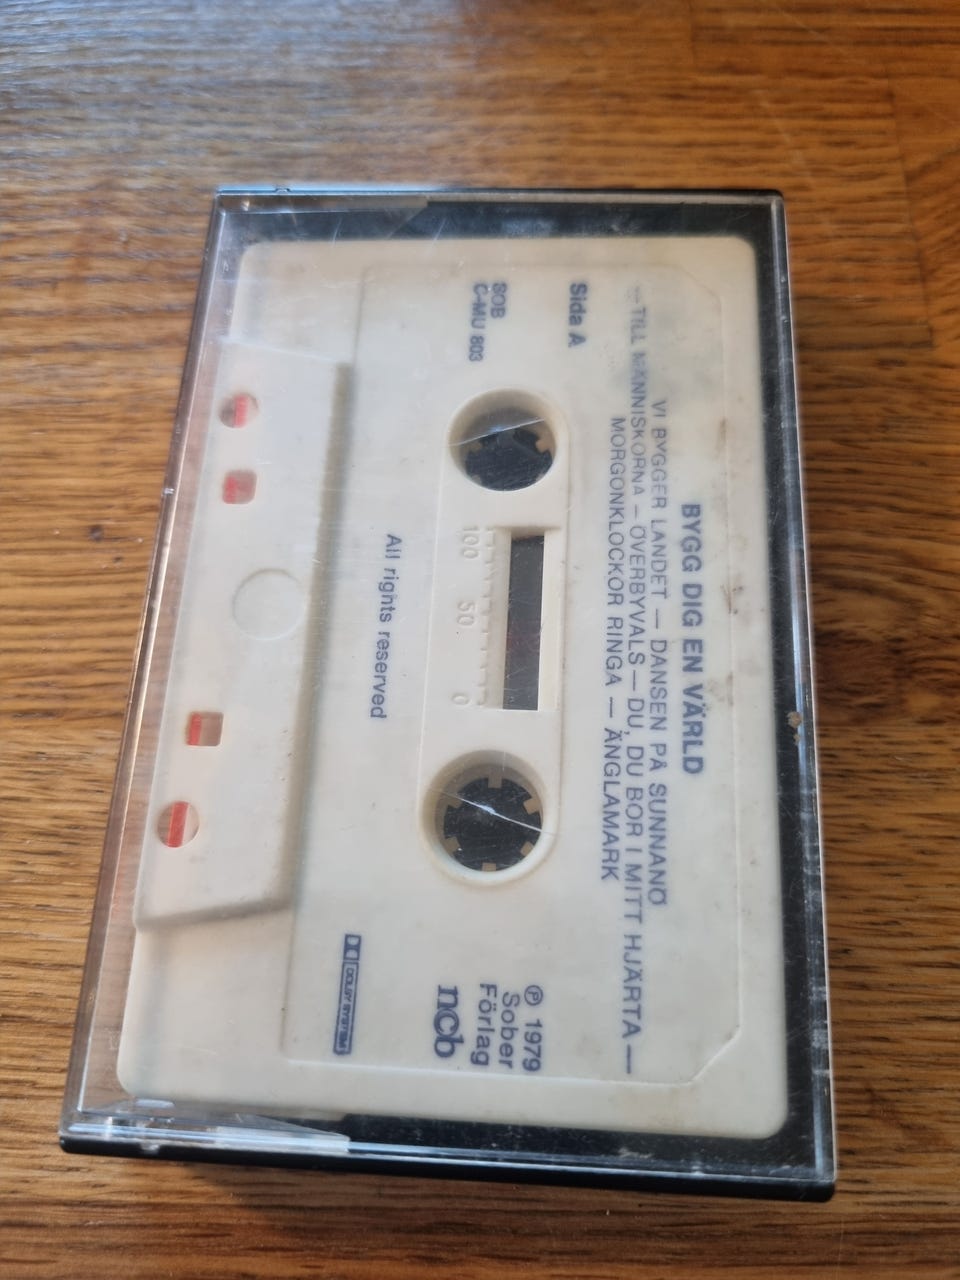 BYGG DIG EN VÄRLD
VI BYGGER LANDET — DANSEN PÅ SUNNANÖ
— TILL MÄNNISKORNA — ÖVERBYVALS — DU, DU BOR I MITT HJÄRTA —
MORGONKLOCKOR RINGA — ÄNGLAMARK
Sida A
SOB
C-MU 803
100 50 0
℗ 1979
Sober
Förlag
ncb
All rights reserved
DOLBY SYSTEM